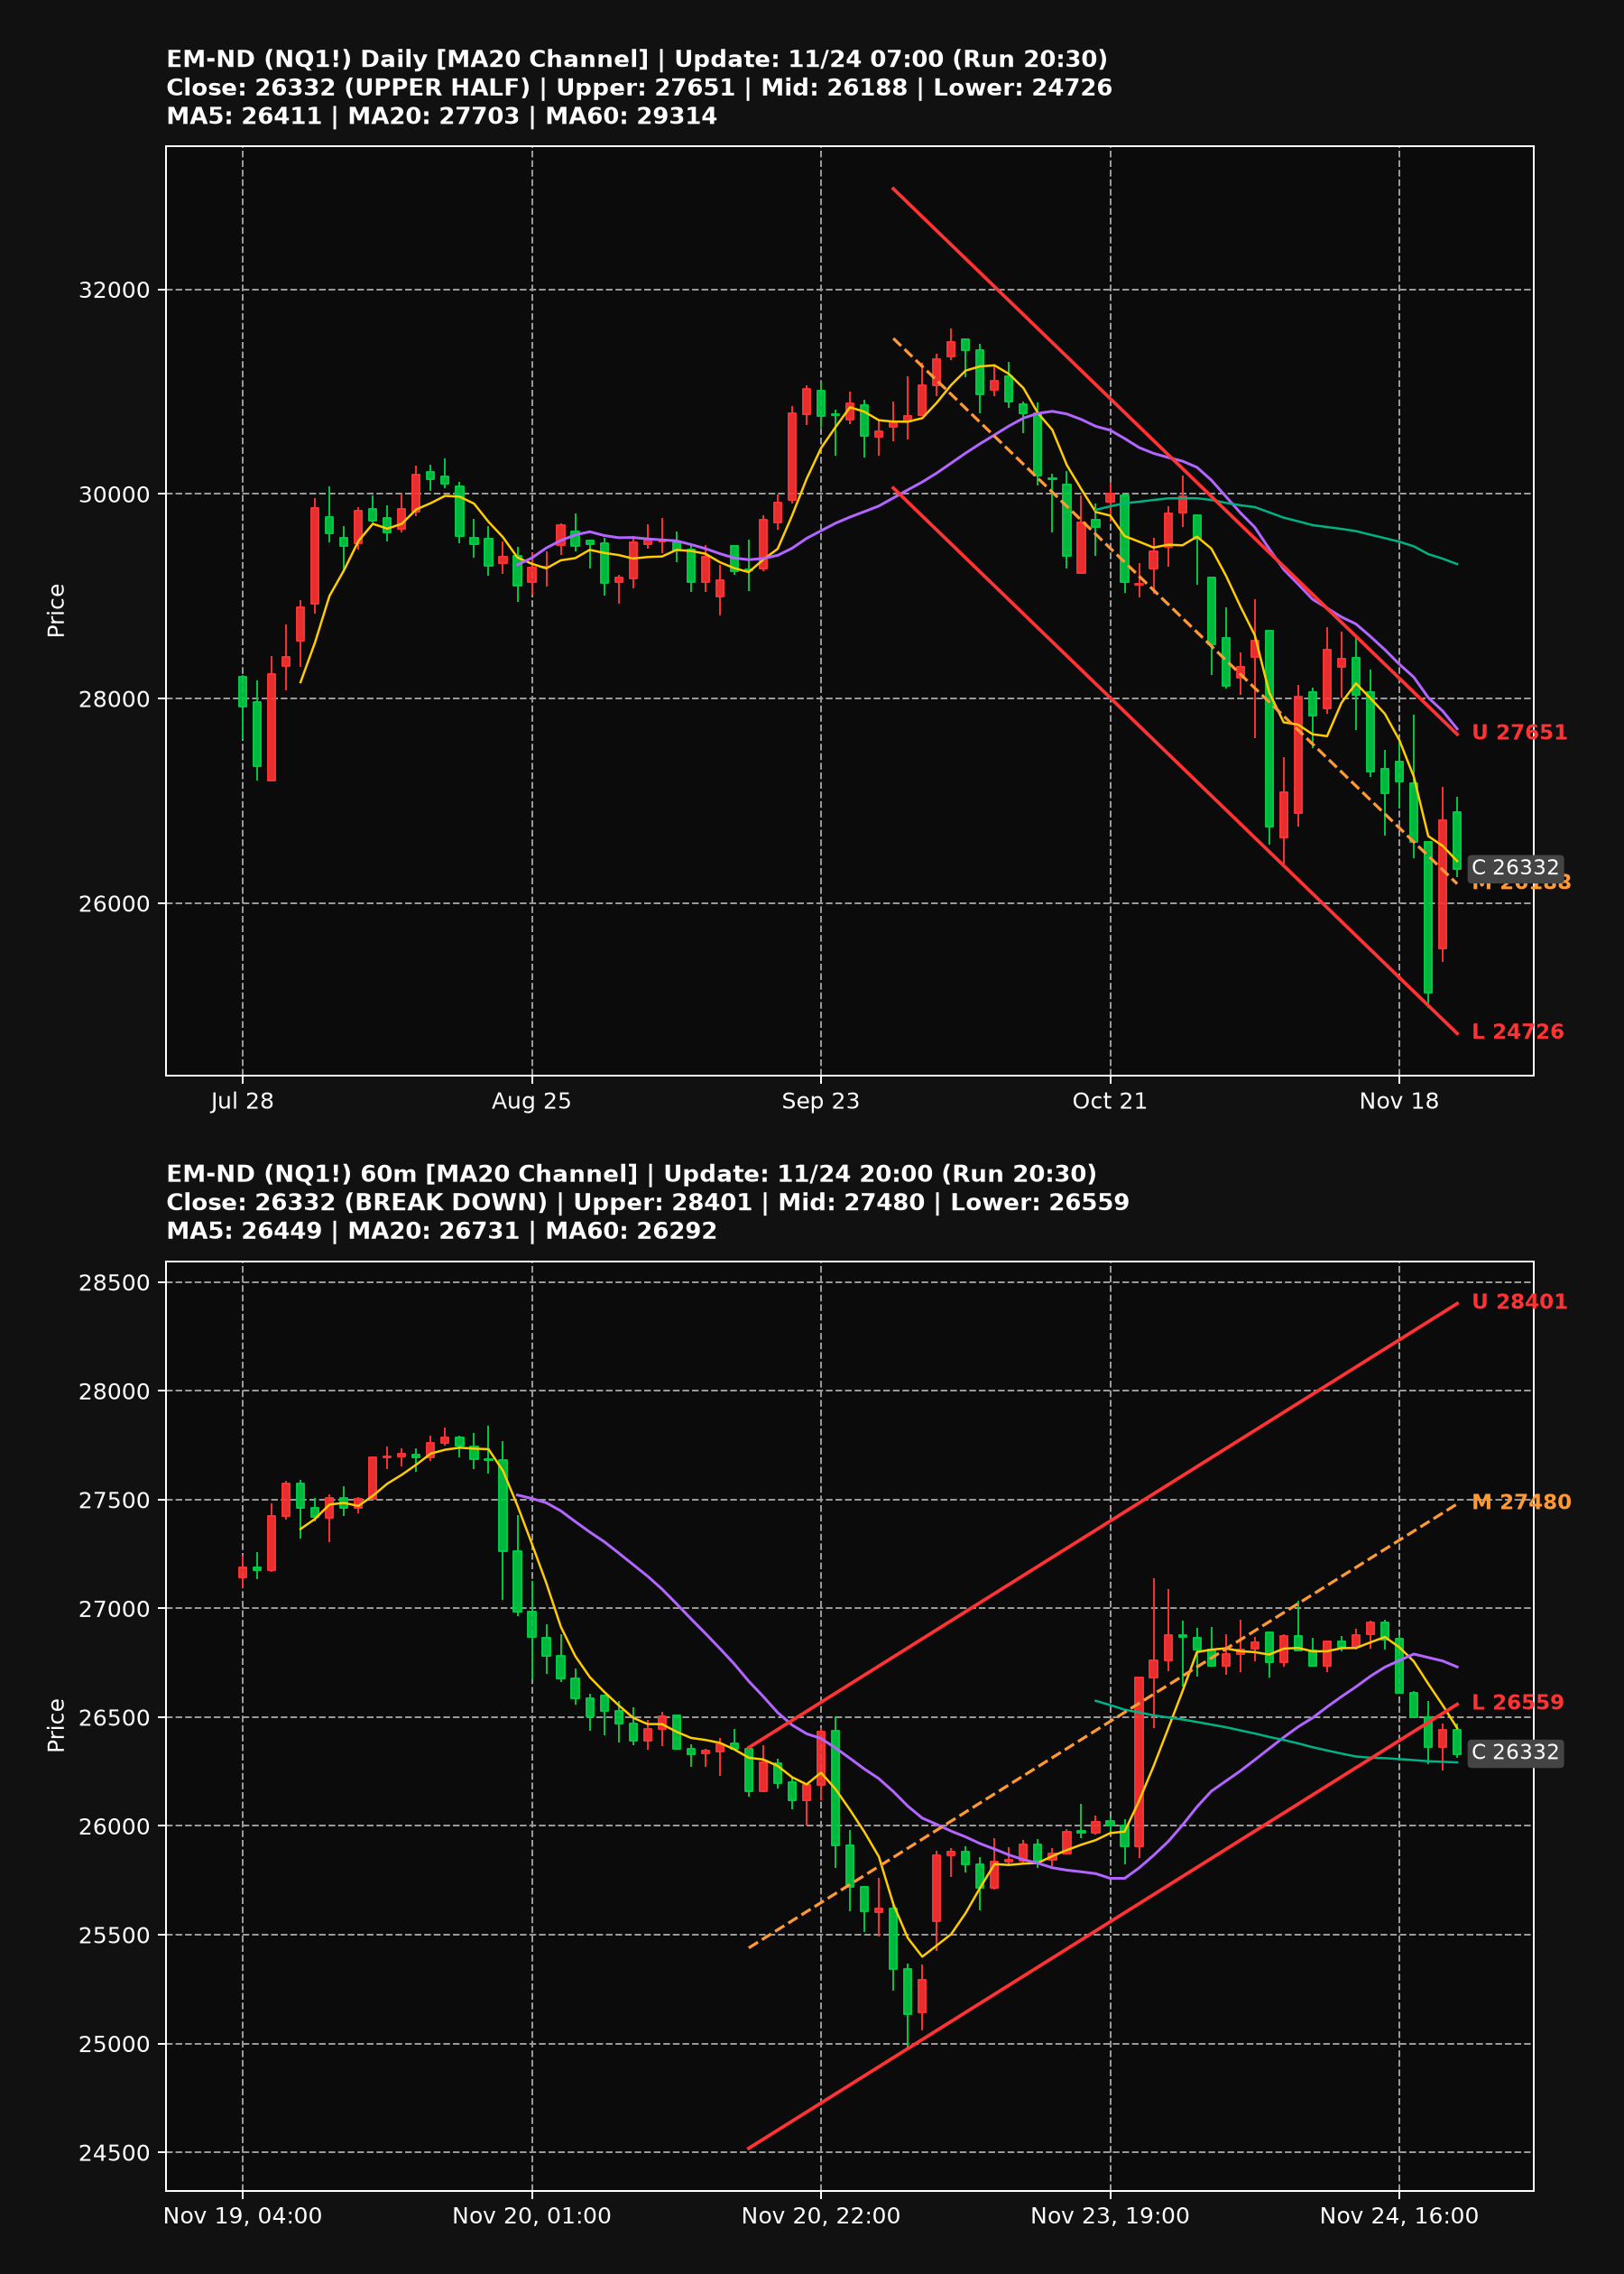 EM-ND (NQ1!) Daily [MA20 Channel] | Update: 11/24 07:00 (Run 20:30)
Close: 26332 (UPPER HALF) | Upper: 27651 | Mid: 26188 | Lower: 24726
MA5: 26411 | MA20: 27703 | MA60: 29314
32000
30000
28000
26000
Price
U 27651
C 26332
M 26188
L 24726
Jul 28
Aug 25
Sep 23
Oct 21
Nov 18
EM-ND (NQ1!) 60m [MA20 Channel] | Update: 11/24 20:00 (Run 20:30)
Close: 26332 (BREAK DOWN) | Upper: 28401 | Mid: 27480 | Lower: 26559
MA5: 26449 | MA20: 26731 | MA60: 26292
28500
28000
27500
27000
26500
26000
25500
25000
24500
Price
U 28401
M 27480
L 26559
C 26332
Nov 19, 04:00
Nov 20, 01:00
Nov 20, 22:00
Nov 23, 19:00
Nov 24, 16:00